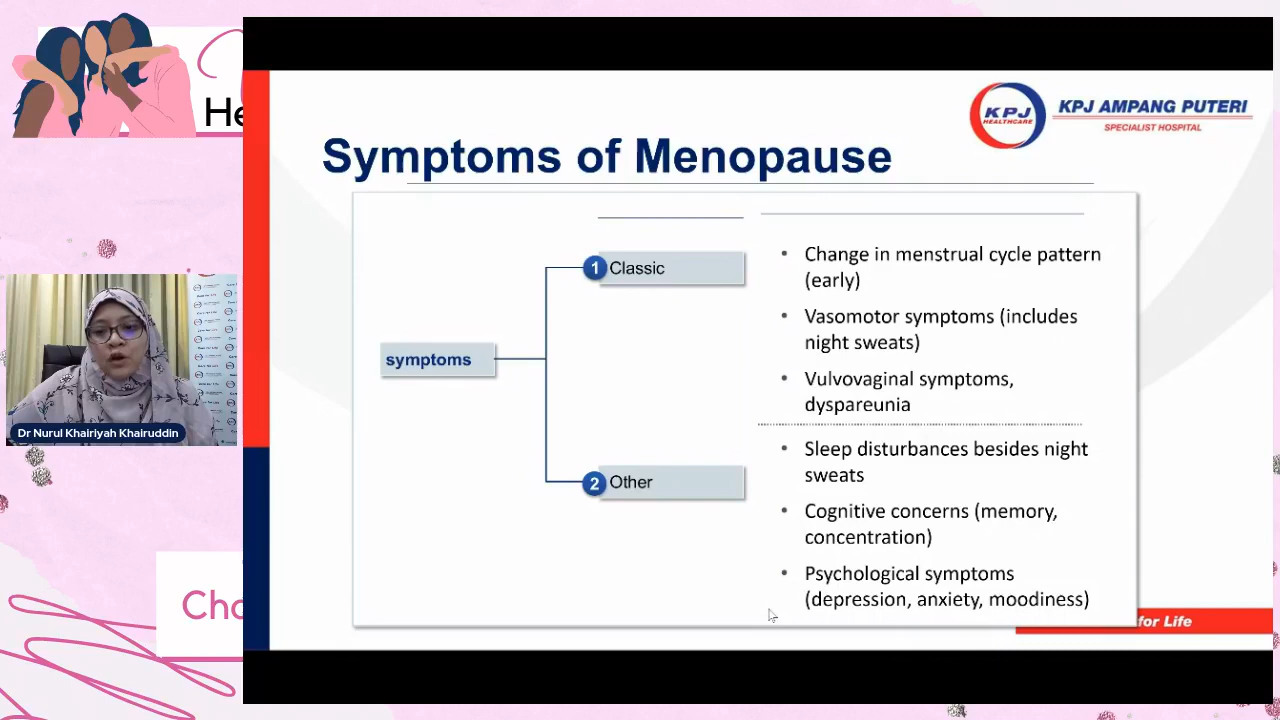 He
KPJ
HEALTHCARE
KPJ AMPANG PUTERI
SPECIALIST HOSPITAL
Symptoms of Menopause
symptoms
1 Classic
• Change in menstrual cycle pattern
(early)
• Vasomotor symptoms (includes
night sweats)
• Vulvovaginal symptoms,
dyspareunia
2 Other
• Sleep disturbances besides night
sweats
• Cognitive concerns (memory,
concentration)
• Psychological symptoms
(depression, anxiety, moodiness)
for Life
Dr Nurul Khairiyah Khairuddin
Cho